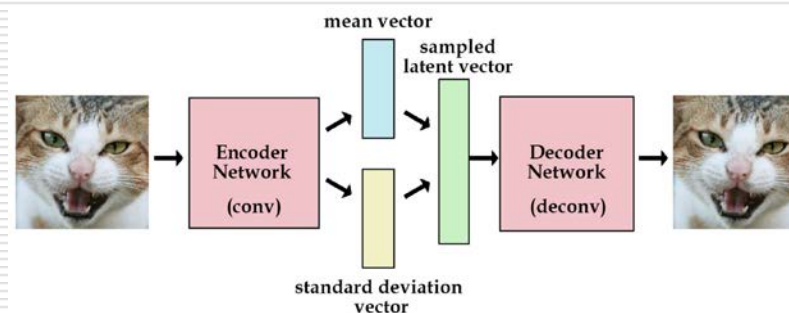 mean vector
sampled
latent vector
Encoder
Network
(conv)
Decoder
Network
(deconv)
standard deviation
vector